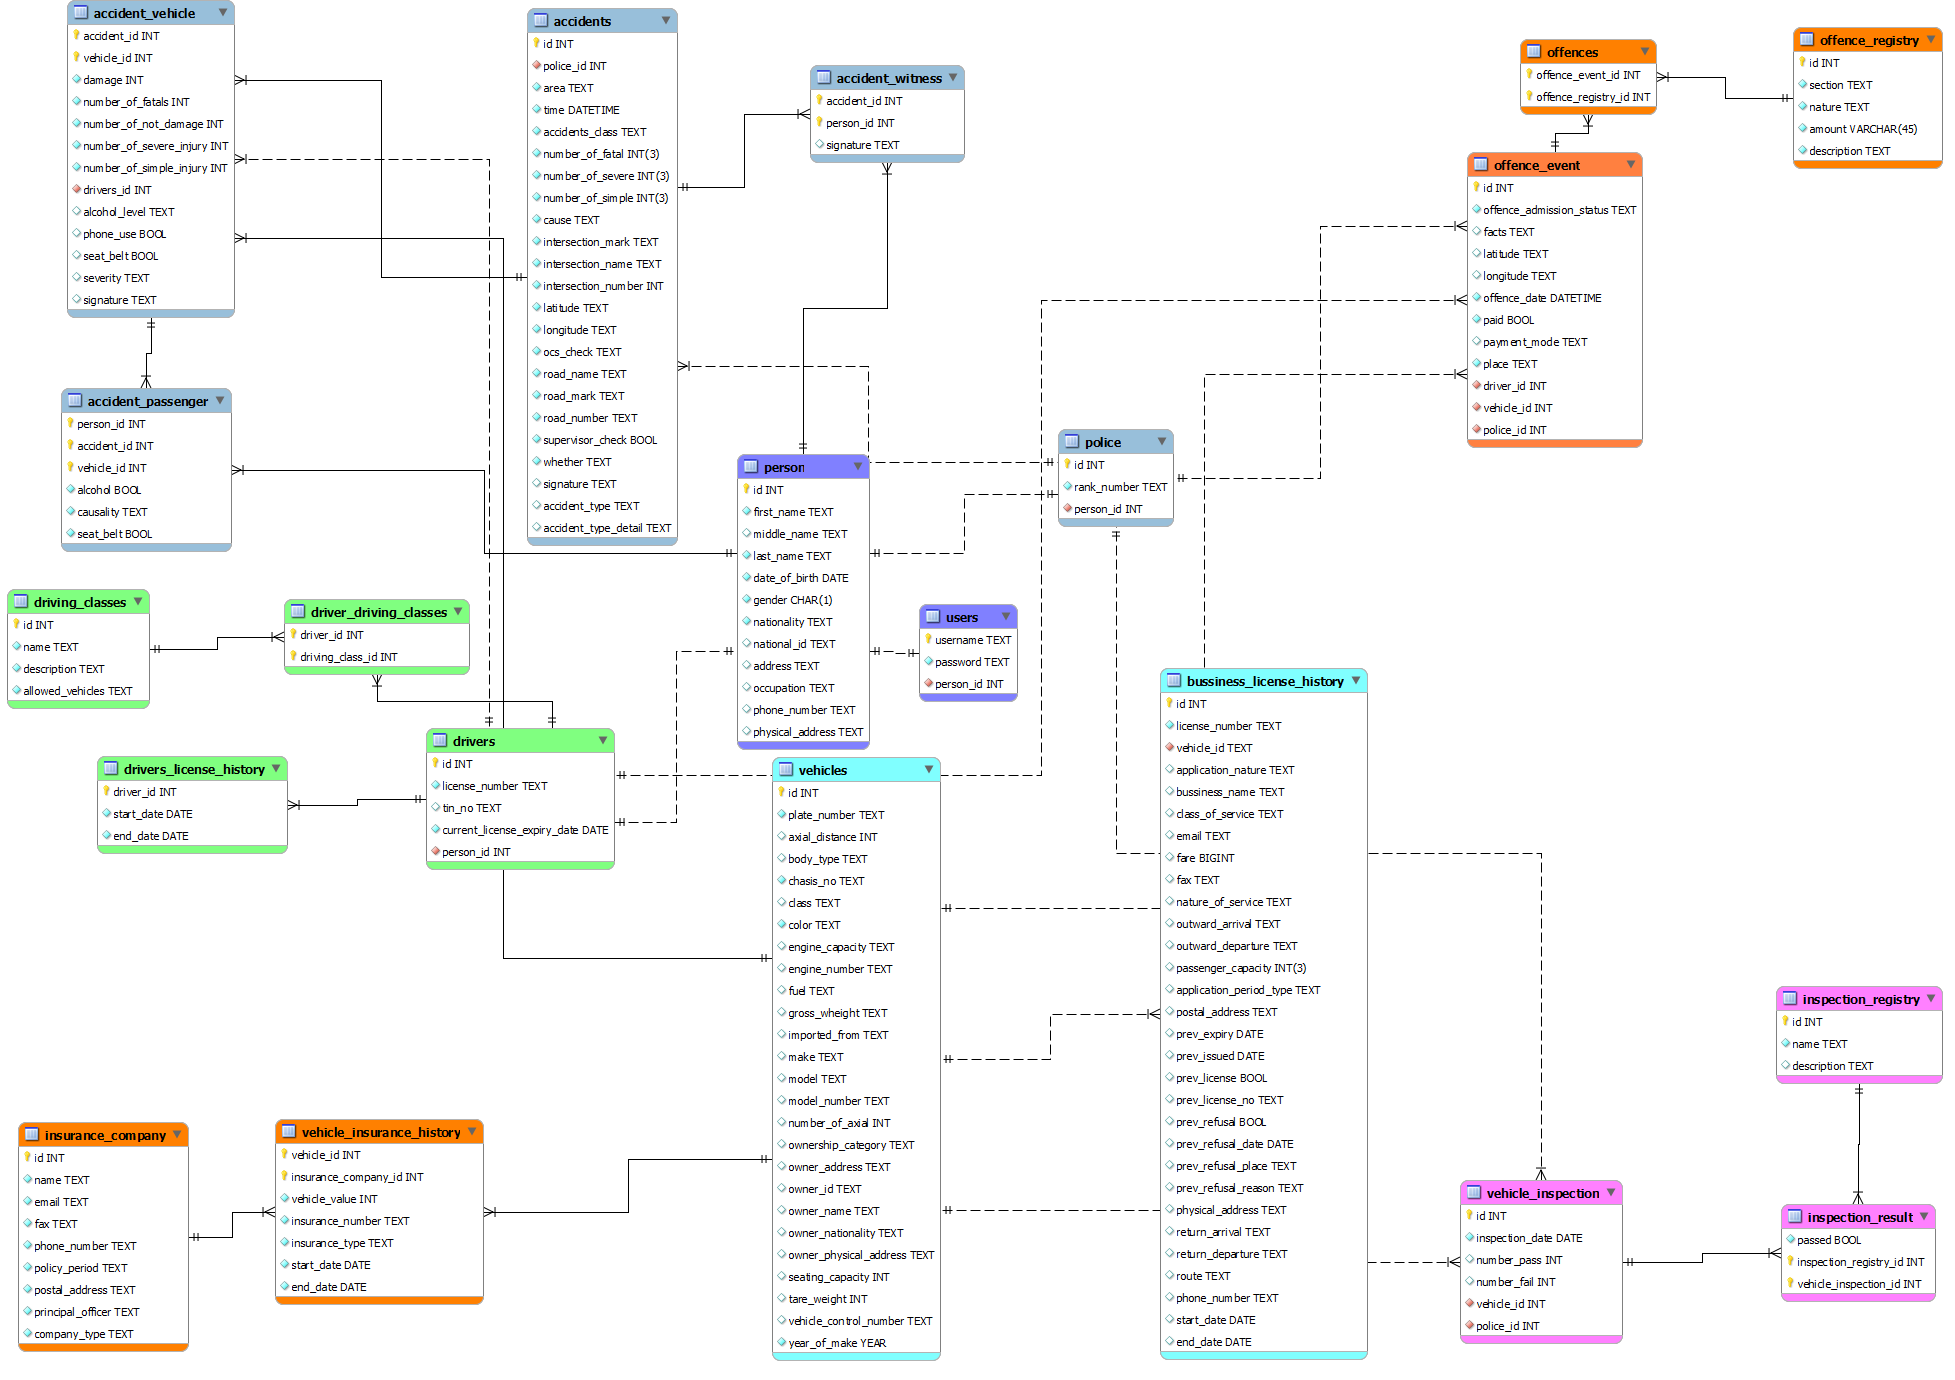 accident_vehicle
accident_id INT
vehicle_id INT
damage INT
number_of_fatals INT
number_of_not_damage INT
number_of_severe_injury INT
number_of_simple_injury INT
drivers_id INT
alcohol_level TEXT
phone_use BOOL
seat_belt BOOL
severity TEXT
signature TEXT
accidents
id INT
police_id INT
area TEXT
time DATETIME
accidents_class TEXT
number_of_fatal INT(3)
number_of_severe INT(3)
number_of_simple INT(3)
cause TEXT
intersection_mark TEXT
intersection_name TEXT
intersection_number INT
latitude TEXT
longitude TEXT
ocs_check TEXT
road_name TEXT
road_mark TEXT
road_number TEXT
supervisor_check BOOL
whether TEXT
signature TEXT
accident_type TEXT
accident_type_detail TEXT
accident_witness
accident_id INT
person_id INT
signature TEXT
offences
offence_event_id INT
offence_registry_id INT
offence_registry
id INT
section TEXT
nature TEXT
amount VARCHAR(45)
description TEXT
offence_event
id INT
offence_admission_status TEXT
facts TEXT
latitude TEXT
longitude TEXT
offence_date DATETIME
paid BOOL
payment_mode TEXT
place TEXT
driver_id INT
vehicle_id INT
police_id INT
accident_passenger
person_id INT
accident_id INT
vehicle_id INT
alcohol BOOL
causality TEXT
seat_belt BOOL
person
id INT
first_name TEXT
middle_name TEXT
last_name TEXT
date_of_birth DATE
gender CHAR(1)
nationality TEXT
national_id TEXT
address TEXT
occupation TEXT
phone_number TEXT
physical_address TEXT
police
id INT
rank_number TEXT
person_id INT
users
username TEXT
password TEXT
person_id INT
driving_classes
id INT
name TEXT
description TEXT
allowed_vehicles TEXT
driver_driving_classes
driver_id INT
driving_class_id INT
drivers_license_history
driver_id INT
start_date DATE
end_date DATE
drivers
id INT
license_number TEXT
tin_no TEXT
current_license_expiry_date DATE
person_id INT
vehicles
id INT
plate_number TEXT
axial_distance INT
body_type TEXT
chasis_no TEXT
class TEXT
color TEXT
engine_capacity TEXT
engine_number TEXT
fuel TEXT
gross_wheight TEXT
imported_from TEXT
make TEXT
model TEXT
model_number TEXT
number_of_axial INT
ownership_category TEXT
owner_address TEXT
owner_id TEXT
owner_name TEXT
owner_nationality TEXT
owner_physical_address TEXT
seating_capacity INT
tare_weight INT
vehicle_control_number TEXT
year_of_make YEAR
bussiness_license_history
id INT
license_number TEXT
vehicle_id TEXT
application_nature TEXT
bussiness_name TEXT
class_of_service TEXT
email TEXT
fare BIGINT
fax TEXT
nature_of_service TEXT
outward_arrival TEXT
outward_departure TEXT
passenger_capacity INT(3)
application_period_type TEXT
postal_address TEXT
prev_expiry DATE
prev_issued DATE
prev_license BOOL
prev_license_no TEXT
prev_refusal BOOL
prev_refusal_date DATE
prev_refusal_place TEXT
prev_refusal_reason TEXT
physical_address TEXT
return_arrival TEXT
return_departure TEXT
route TEXT
phone_number TEXT
start_date DATE
end_date DATE
insurance_company
id INT
name TEXT
email TEXT
fax TEXT
phone_number TEXT
policy_period TEXT
postal_address TEXT
principal_officer TEXT
company_type TEXT
vehicle_insurance_history
vehicle_id INT
insurance_company_id INT
vehicle_value INT
insurance_number TEXT
insurance_type TEXT
start_date DATE
end_date DATE
inspection_registry
id INT
name TEXT
description TEXT
vehicle_inspection
id INT
inspection_date DATE
number_pass INT
number_fail INT
vehicle_id INT
police_id INT
inspection_result
passed BOOL
inspection_registry_id INT
vehicle_inspection_id INT